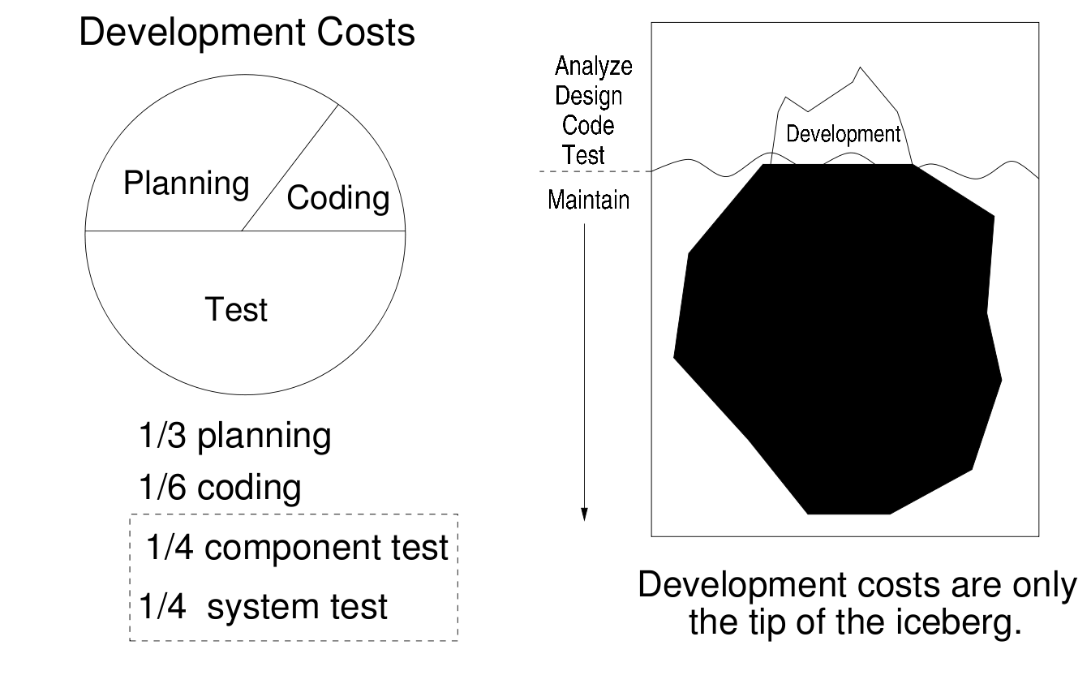 Development Costs
Planning
Coding
Test
1/3 planning
1/6 coding
1/4 component test
1/4 system test
Analyze
Design
Code
Test
Maintain
Development
Development costs are only
the tip of the iceberg.